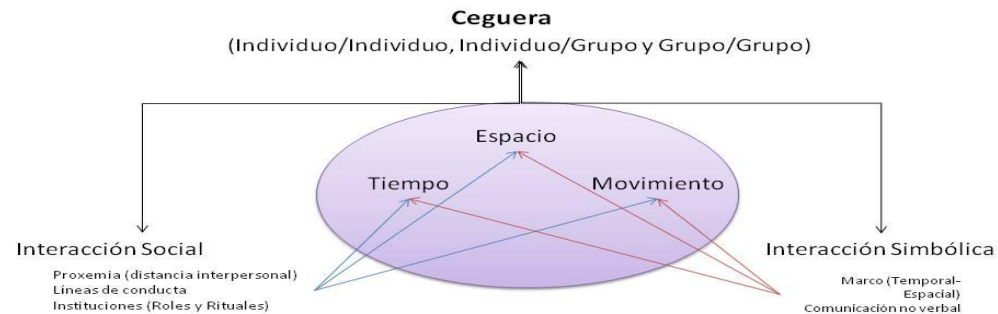 Ceguera
(Individuo/Individuo, Individuo/Grupo y Grupo/Grupo)
Espacio
Tiempo
Movimiento
Interacción Social
Proxemia (distancia interpersonal)
Líneas de conducta
Instituciones (Roles y Rituales)
Interacción Simbólica
Marco (Temporal-
Espacial)
Comunicación no verbal